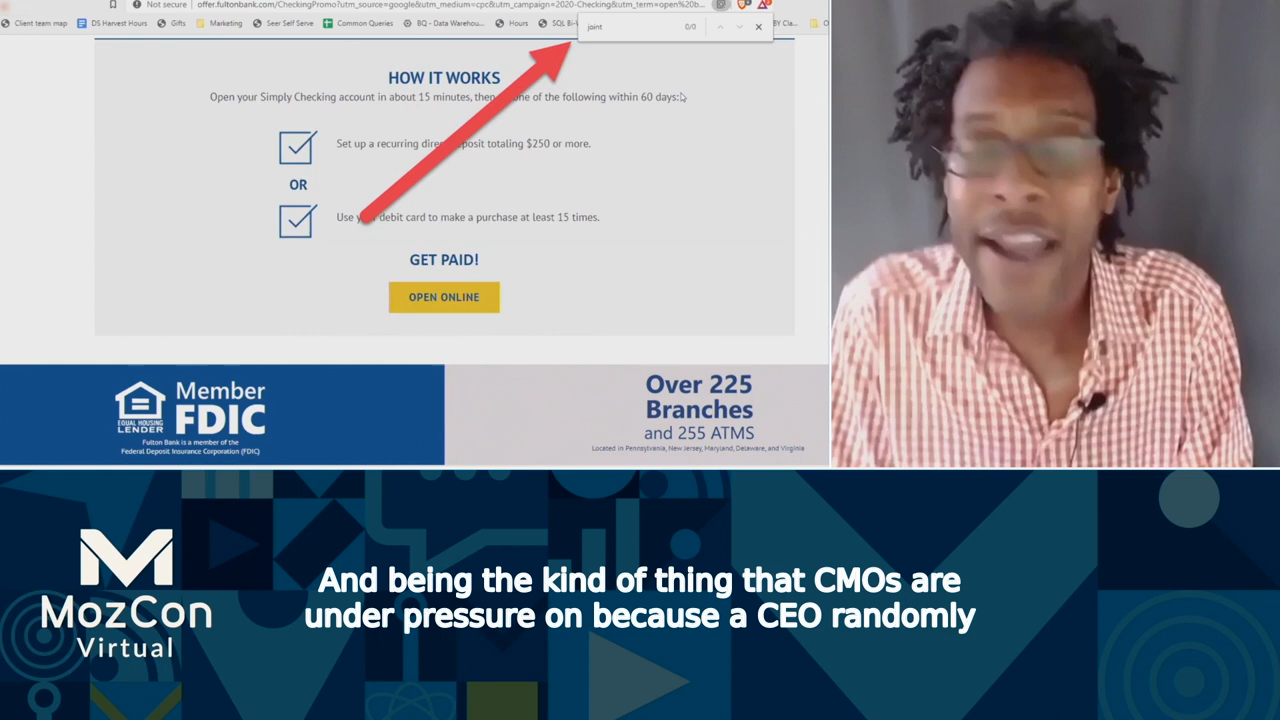 Not secure | offer.fultonbank.com/CheckingPromo?utm_source=google&utm_medium=cpc&utm_campaign=2020-Checking&utm_term=open%20b...
Client team map DS Harvest Hours Gifts Marketing Seer Self Serve Common Queries BQ - Data Warehou... Hours SQL Bi-
joint 0/0
HOW IT WORKS
Open your Simply Checking account in about 15 minutes, then one of the following within 60 days:
Set up a recurring direct deposit totaling $250 or more.
OR
Use your debit card to make a purchase at least 15 times.
GET PAID!
OPEN ONLINE
EQUAL HOUSING
LENDER
Member
FDIC
Fulton Bank is a member of the
Federal Deposit Insurance Corporation (FDIC)
Over 225
Branches
and 255 ATMS
Located in Pennsylvania, New Jersey, Maryland, Delaware, and Virginia
MozCon
Virtual
And being the kind of thing that CMOs are
under pressure on because a CEO randomly